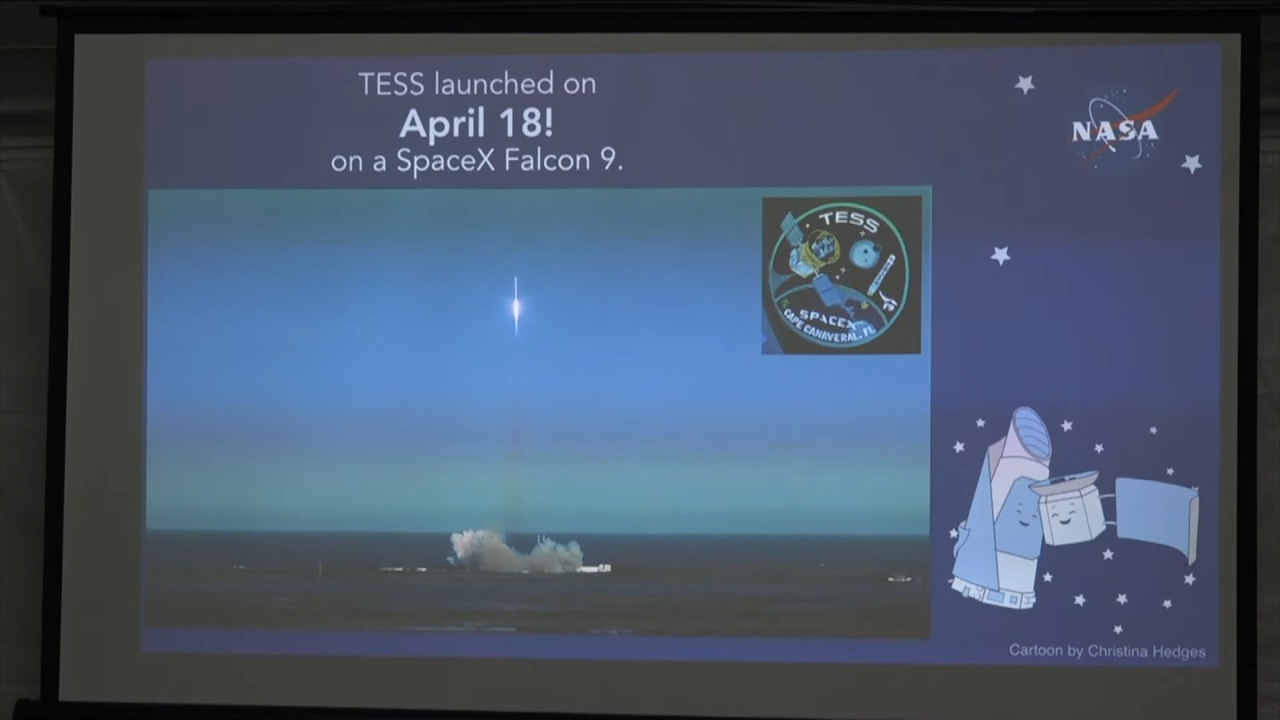 TESS launched on
April 18!
on a SpaceX Falcon 9.
NASA
TESS
SPACEX
CAPE CANAVERAL, FL
Cartoon by Christina Hedges